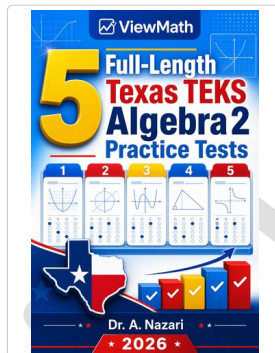 ViewMath
5
Full-Length
Texas TEKS
Algebra 2
Practice Tests
1 2 3 4 5
Dr. A. Nazari
2026